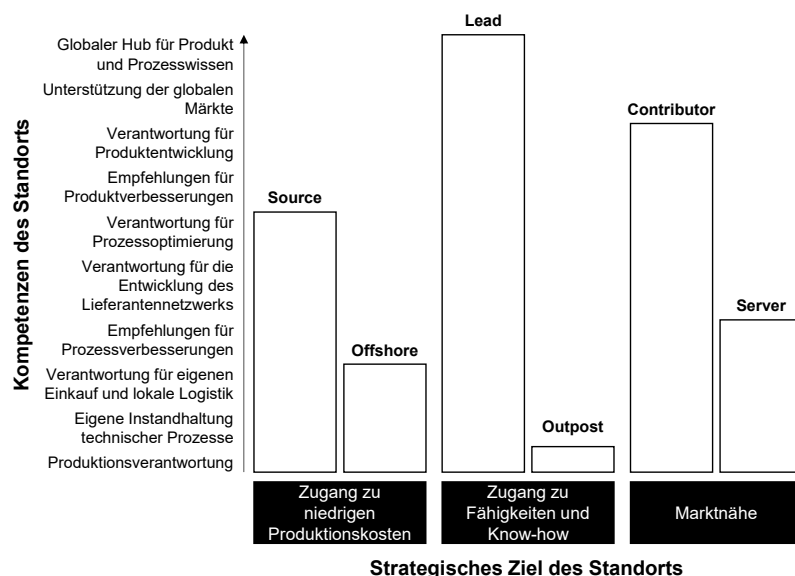 Kompetenzen des Standorts
Globaler Hub für Produkt
und Prozesswissen
Unterstützung der globalen
Märkte
Verantwortung für
Produktentwicklung
Empfehlungen für
Produktverbesserungen
Verantwortung für
Prozessoptimierung
Verantwortung für die
Entwicklung des
Lieferantennetzwerks
Empfehlungen für
Prozessverbesserungen
Verantwortung für eigenen
Einkauf und lokale Logistik
Eigene Instandhaltung
technischer Prozesse
Produktionsverantwortung
Source
Offshore
Lead
Outpost
Contributor
Server
Zugang zu
niedrigen
Produktionskosten
Zugang zu
Fähigkeiten und
Know-how
Marktnähe
Strategisches Ziel des Standorts